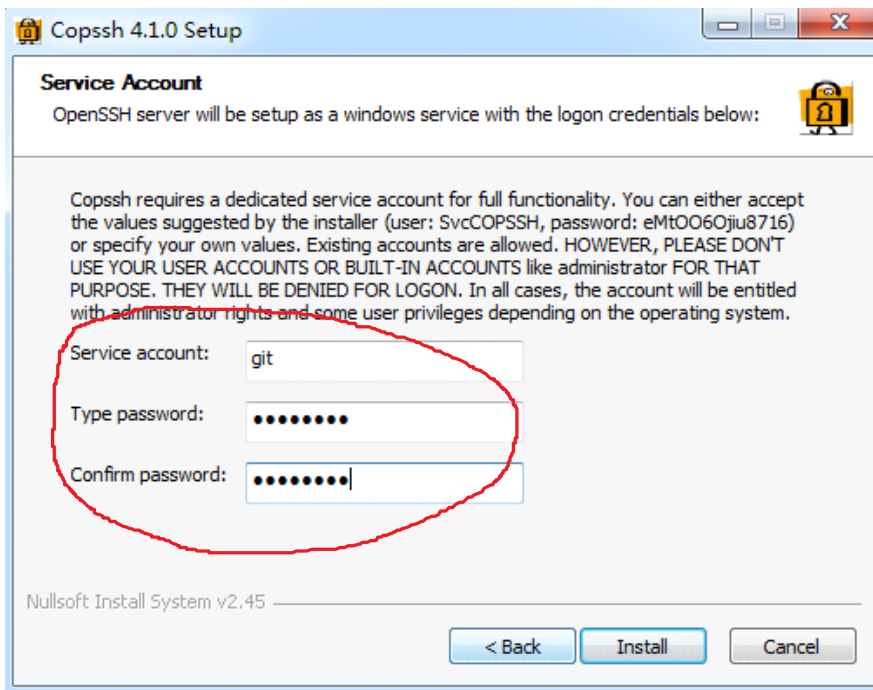 Copssh 4.1.0 Setup
Service Account
OpenSSH server will be setup as a windows service with the logon credentials below:
Copssh requires a dedicated service account for full functionality. You can either accept
the values suggested by the installer (user: SvcCOPSSH, password: eMtOO6Ojiu8716)
or specify your own values. Existing accounts are allowed. HOWEVER, PLEASE DON'T
USE YOUR USER ACCOUNTS OR BUILT-IN ACCOUNTS like administrator FOR THAT
PURPOSE. THEY WILL BE DENIED FOR LOGON. In all cases, the account will be entitled
with administrator rights and some user privileges depending on the operating system.
Service account: git
Type password: ●●●●●●●●
Confirm password: ●●●●●●●●
Nullsoft Install System v2.45
< Back Install Cancel